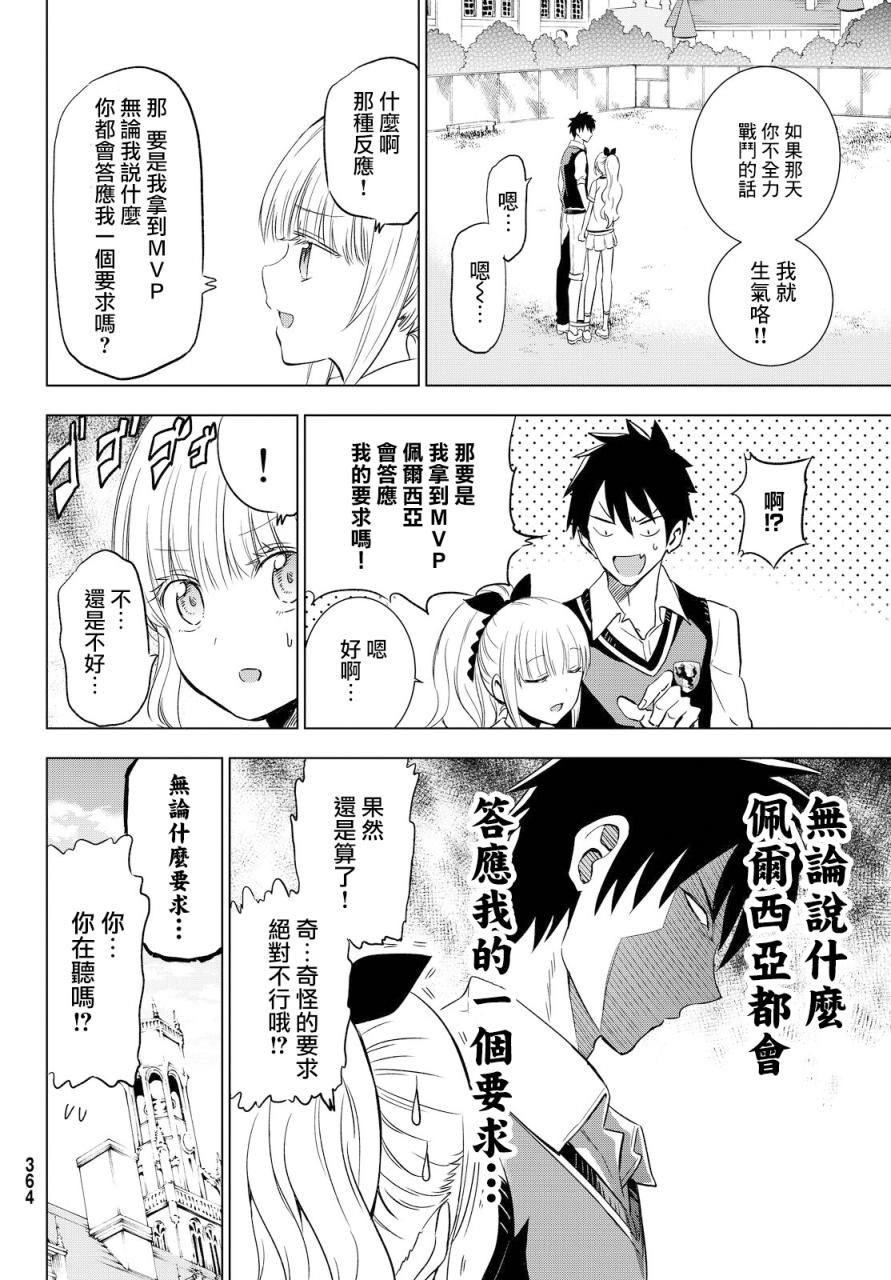 如果那天
你不全力
戰鬥的話
我就
生氣咯!!
嗯…
嗯～…
什麼啊
那種反應！
那 要是我拿到MVP
無論我説什麼
你都會答應我一個要求嗎？
啊!?
那要是
我拿到MVP
佩爾西亞
會答應
我的要求嗎！
嗯
好啊…
！
ゴゴゴ
不…
還是不好…
無論説什麼
佩爾西亞都會
答應我的一個要求…
果然
還是算了！
奇…奇怪的要求
絕對不行哦!?
無論什麼要求…
你…
你在聽嗎!?
364